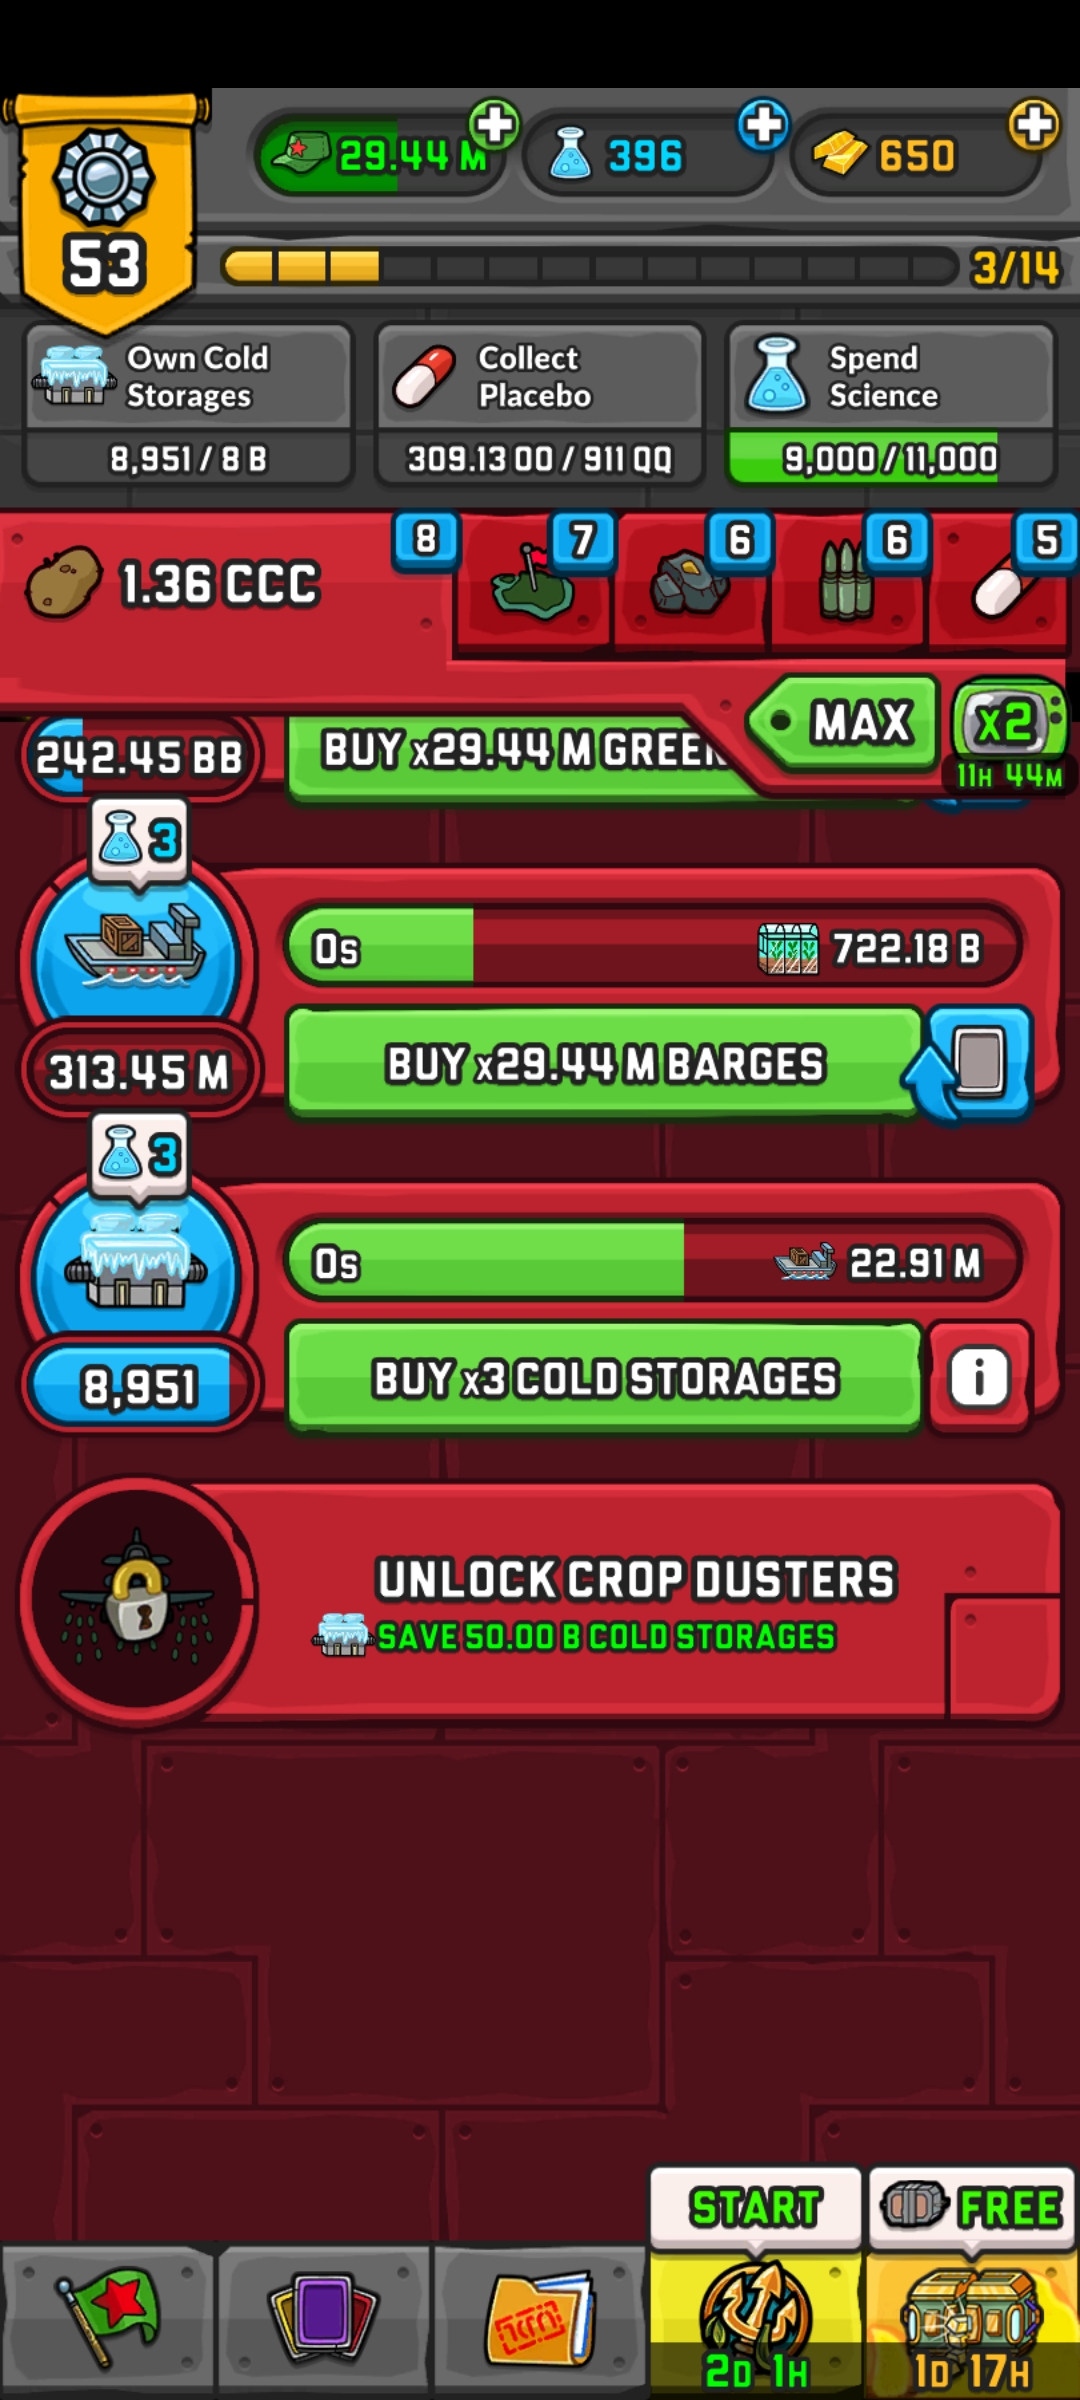 29.44 M
396
650
53
3/14
Own Cold
Storages
8,951 / 8 B
Collect
Placebo
309.13 OO / 911 QQ
Spend
Science
9,000 / 11,000
1.36 CCC
8
7
6
6
5
MAX
x2
11H 44M
242.45 BB
BUY x29.44 M GREEN
3
0s
722.18 B
313.45 M
BUY x29.44 M BARGES
3
0s
22.91 M
8,951
BUY x3 COLD STORAGES
i
UNLOCK CROP DUSTERS
SAVE 50.00 B COLD STORAGES
START
FREE
2D 1H
1D 17H